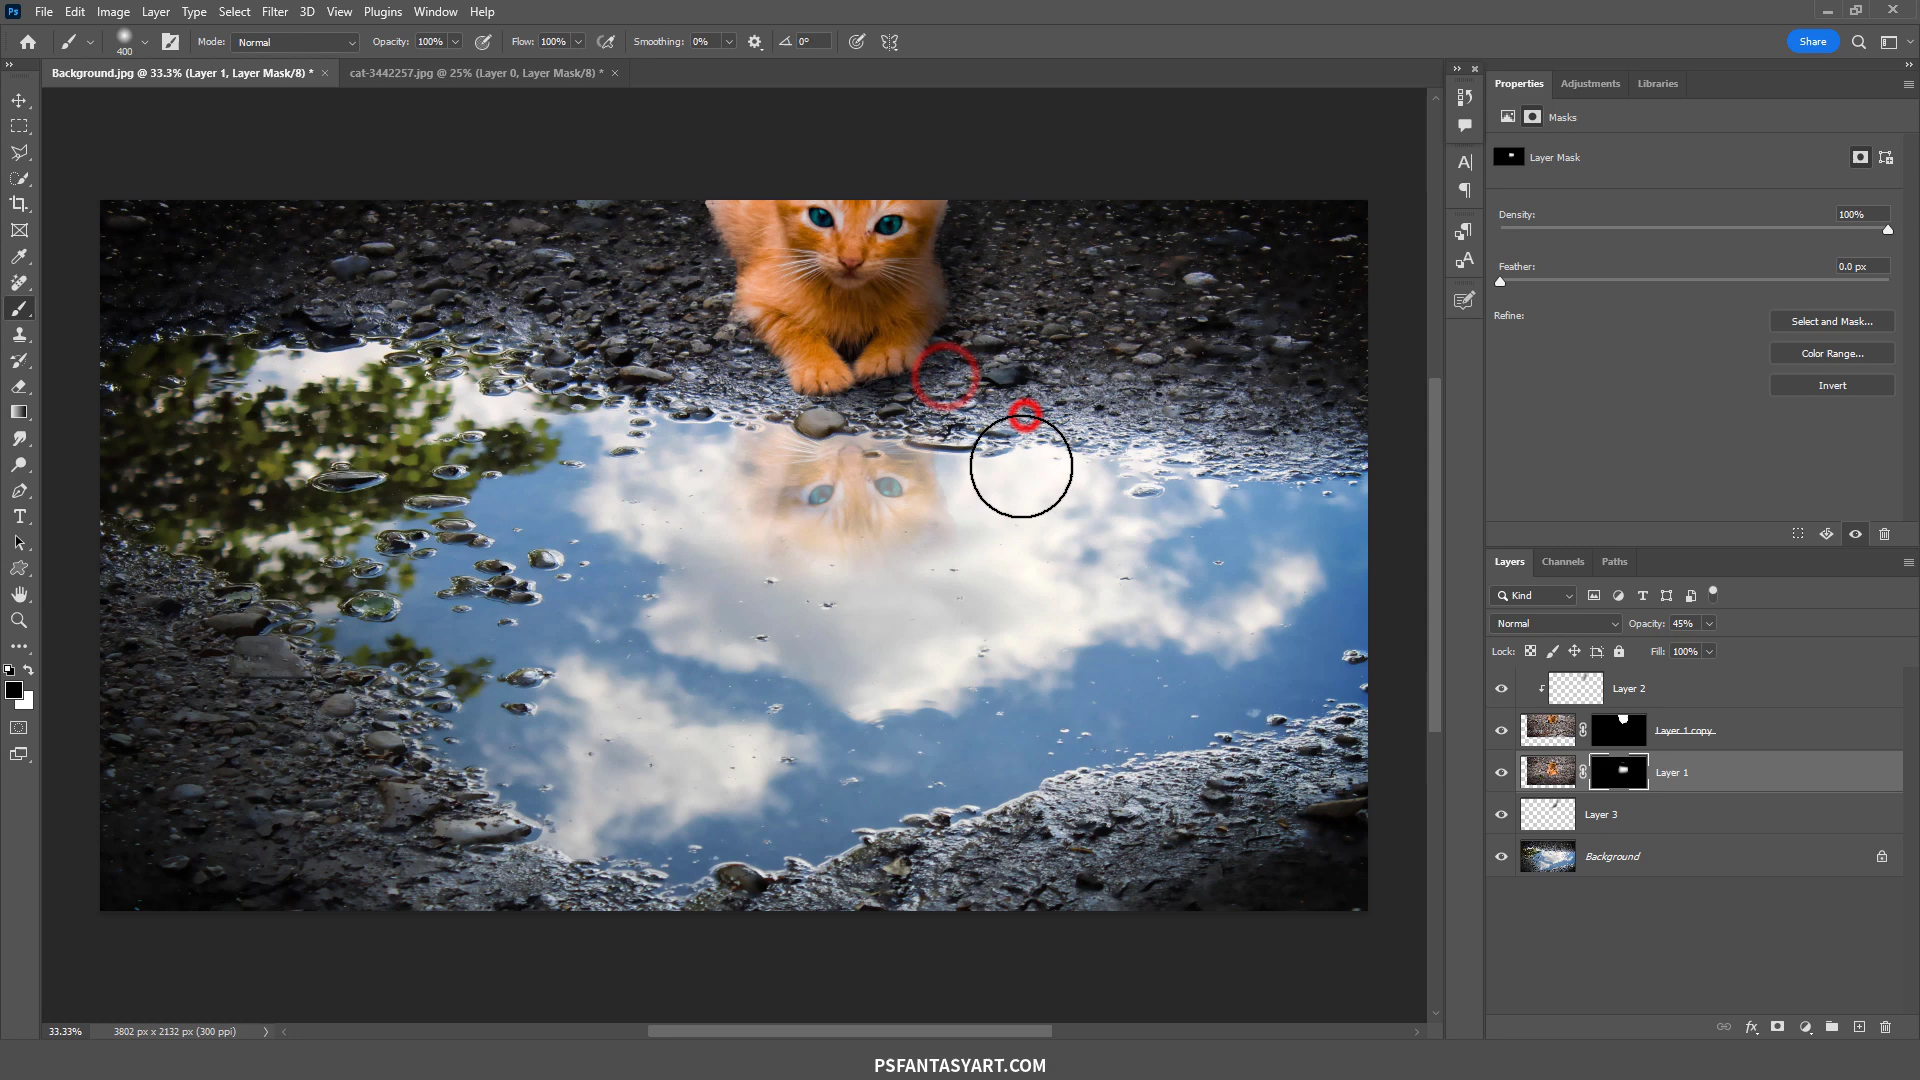 Ps File Edit Image Layer Type Select Filter 3D View Plugins Window Help
400 Mode: Normal Opacity: 100% Flow: 100% Smoothing: 0% 0° Share
Background.jpg @ 33.3% (Layer 1, Layer Mask/8) * × cat-3442257.jpg @ 25% (Layer 0, Layer Mask/8) * ×
Properties Adjustments Libraries
Masks
Layer Mask
Density: 100%
Feather: 0.0 px
Refine:
Select and Mask...
Color Range...
Invert
Layers Channels Paths
Kind
Normal Opacity: 45%
Lock: Fill: 100%
Layer 2
Layer 1 copy
Layer 1
Layer 3
Background
33.33% 3802 px x 2132 px (300 ppi)
PSFANTASYART.COM